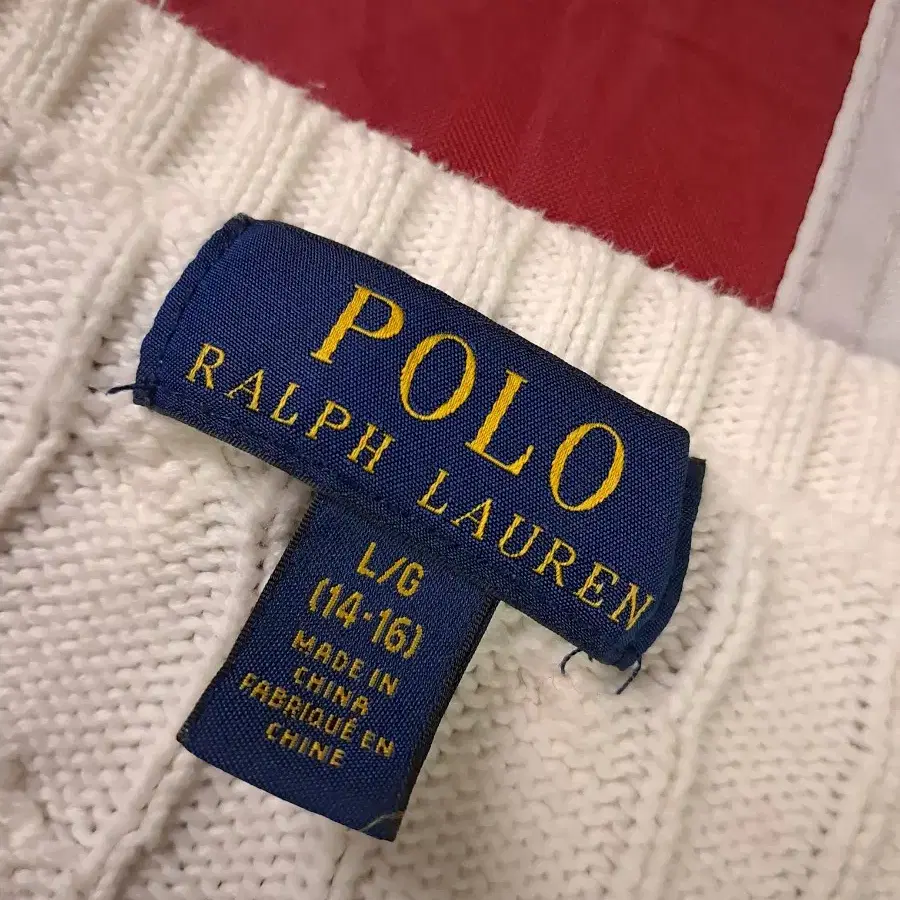 POLO
RALPH LAUREN
L/G
(14-16)
MADE IN
CHINA
FABRIQUÉ EN
CHINE